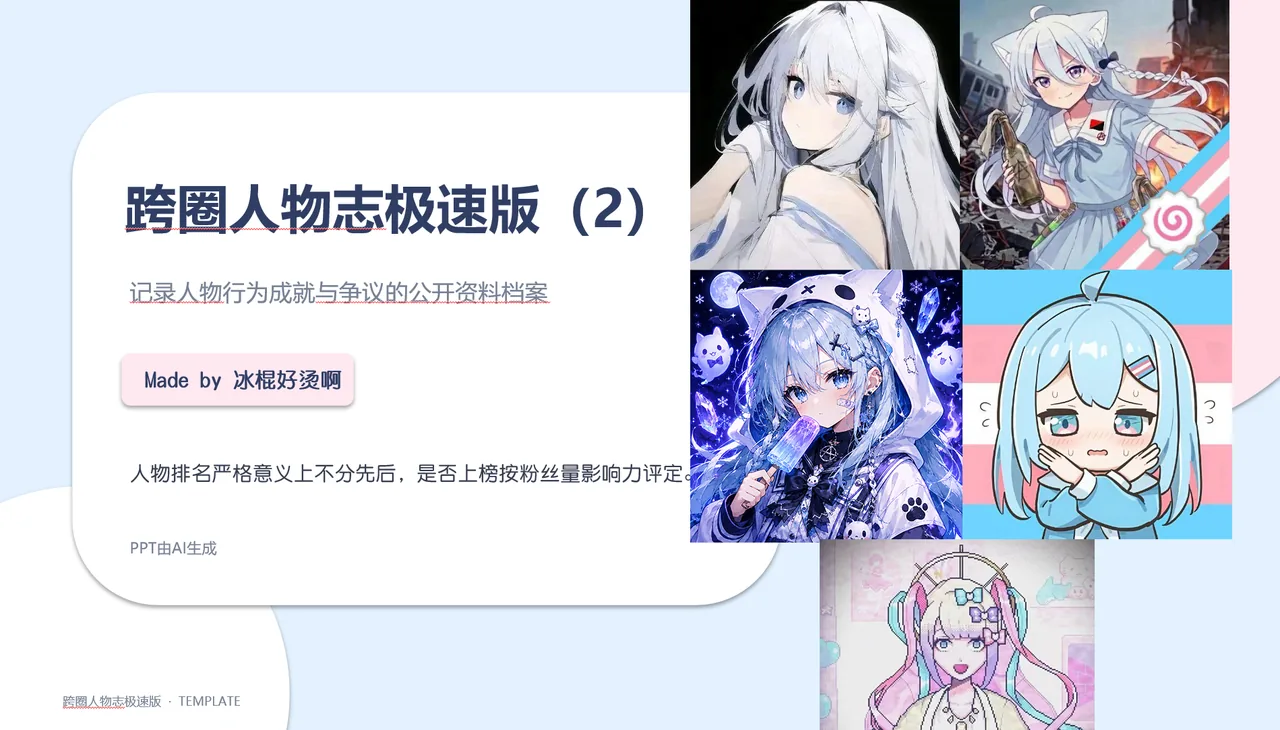 跨圈人物志极速版（2）
记录人物行为成就与争议的公开资料档案
Made by 冰棍好烫啊
人物排名严格意义上不分先后，是否上榜按粉丝量影响力评定。
PPT由AI生成
跨圈人物志极速版 · TEMPLATE